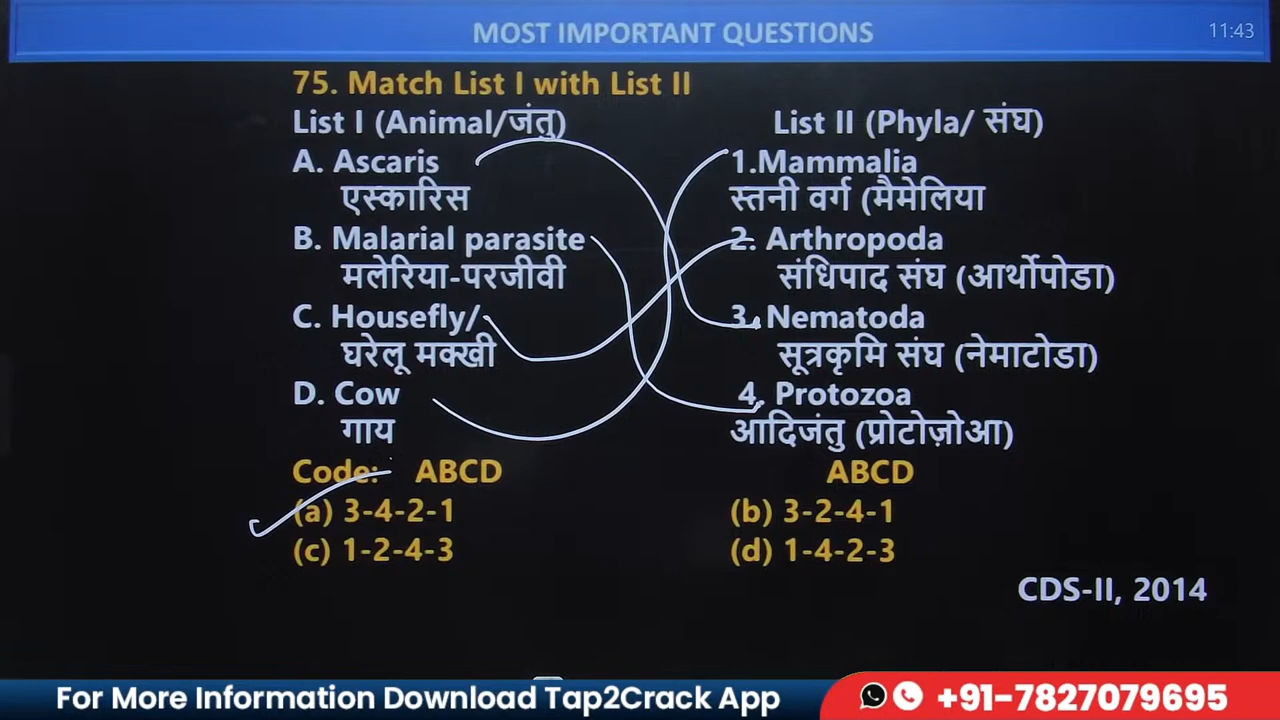 MOST IMPORTANT QUESTIONS
11:43
75. Match List I with List II
List I (Animal/जंतु) List II (Phyla/ संघ)
A. Ascaris 1.Mammalia
एस्कारिस स्तनी वर्ग (मैमेलिया
B. Malarial parasite 2. Arthropoda
मलेरिया-परजीवी संधिपाद संघ (आर्थोपोडा)
C. Housefly/ 3. Nematoda
घरेलू मक्खी सूत्रकृमि संघ (नेमाटोडा)
D. Cow 4. Protozoa
गाय आदिजंतु (प्रोटोज़ोआ)
Code: ABCD ABCD
(a) 3-4-2-1 (b) 3-2-4-1
(c) 1-2-4-3 (d) 1-4-2-3
CDS-II, 2014
For More Information Download Tap2Crack App +91-7827079695